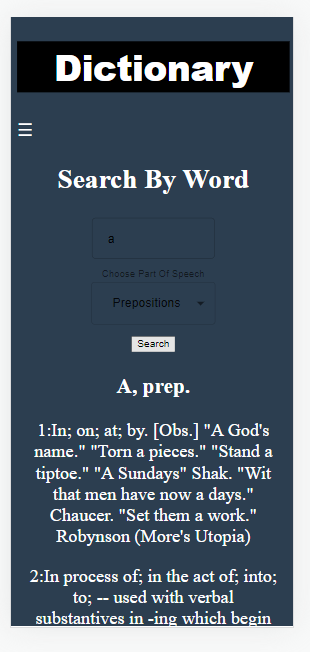 Dictionary
☰
Search By Word
a
Choose Part Of Speech
Prepositions
Search
A, prep.
1:In; on; at; by. [Obs.] "A God's
name." "Torn a pieces." "Stand a
tiptoe." "A Sundays" Shak. "Wit
that men have now a days."
Chaucer. "Set them a work."
Robynson (More's Utopia)
2:In process of; in the act of; into;
to; -- used with verbal
substantives in -ing which begin